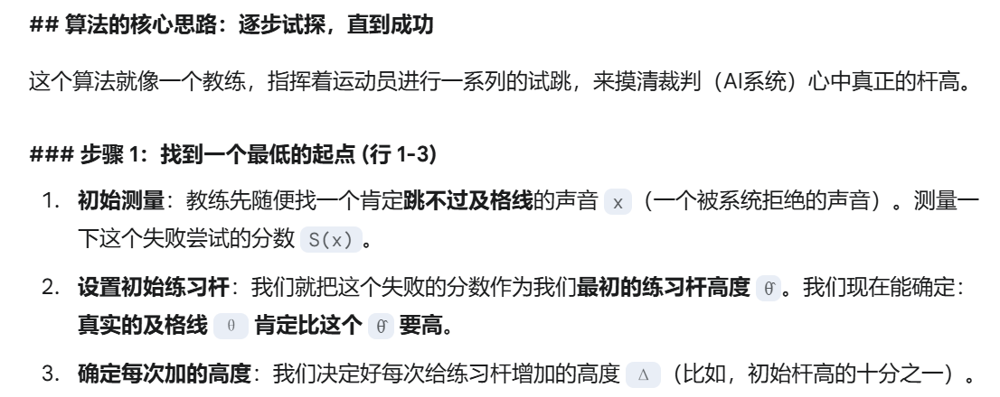 ## 算法的核心思路：逐步试探，直到成功
这个算法就像一个教练，指挥着运动员进行一系列的试跳，来摸清裁判（AI系统）心中真正的杆高。
### 步骤 1：找到一个最低的起点 (行 1-3)
1. 初始测量：教练先随便找一个肯定跳不过及格线的声音 x （一个被系统拒绝的声音）。测量一
下这个失败尝试的分数 S(x) 。
2. 设置初始练习杆：我们就把这个失败的分数作为我们最初的练习杆高度 θ̂ 。我们现在能确定：
真实的及格线 θ 肯定比这个 θ̂ 要高。
3. 确定每次加的高度：我们决定好每次给练习杆增加的高度 Δ （比如，初始杆高的十分之一）。